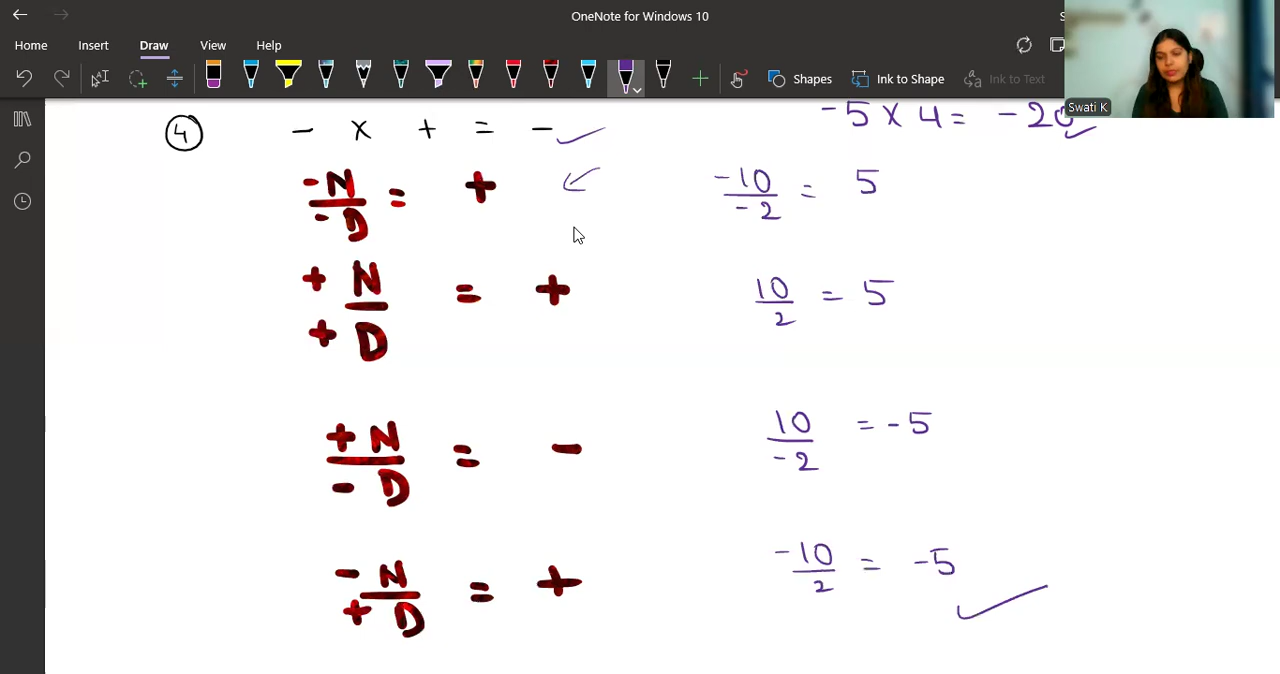 OneNote for Windows 10
S
Home Insert Draw View Help
Shapes Ink to Shape Ink to Text
Swati K
④ - x + = -
-5 x 4 = -20
-N/-D = +
-10/-2 = 5
+N/+D = +
10/2 = 5
+N/-D = -
10/-2 = -5
-N/+D = +
-10/2 = -5